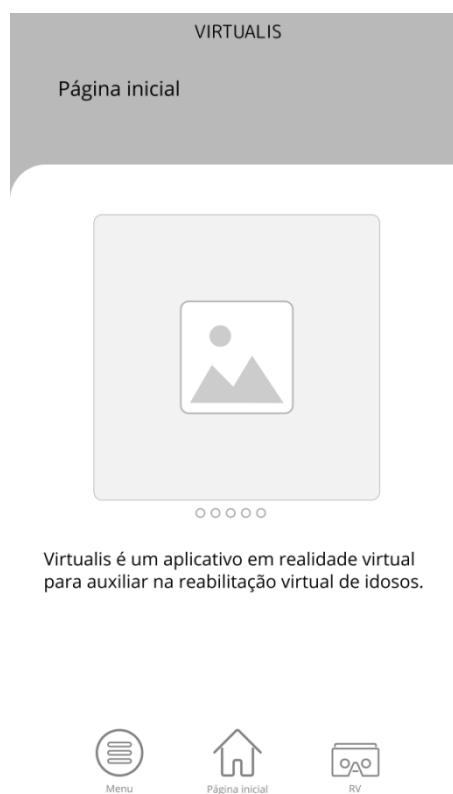 VIRTUALIS
Página inicial
Virtualis é um aplicativo em realidade virtual
para auxiliar na reabilitação virtual de idosos.
Menu
Página inicial
RV